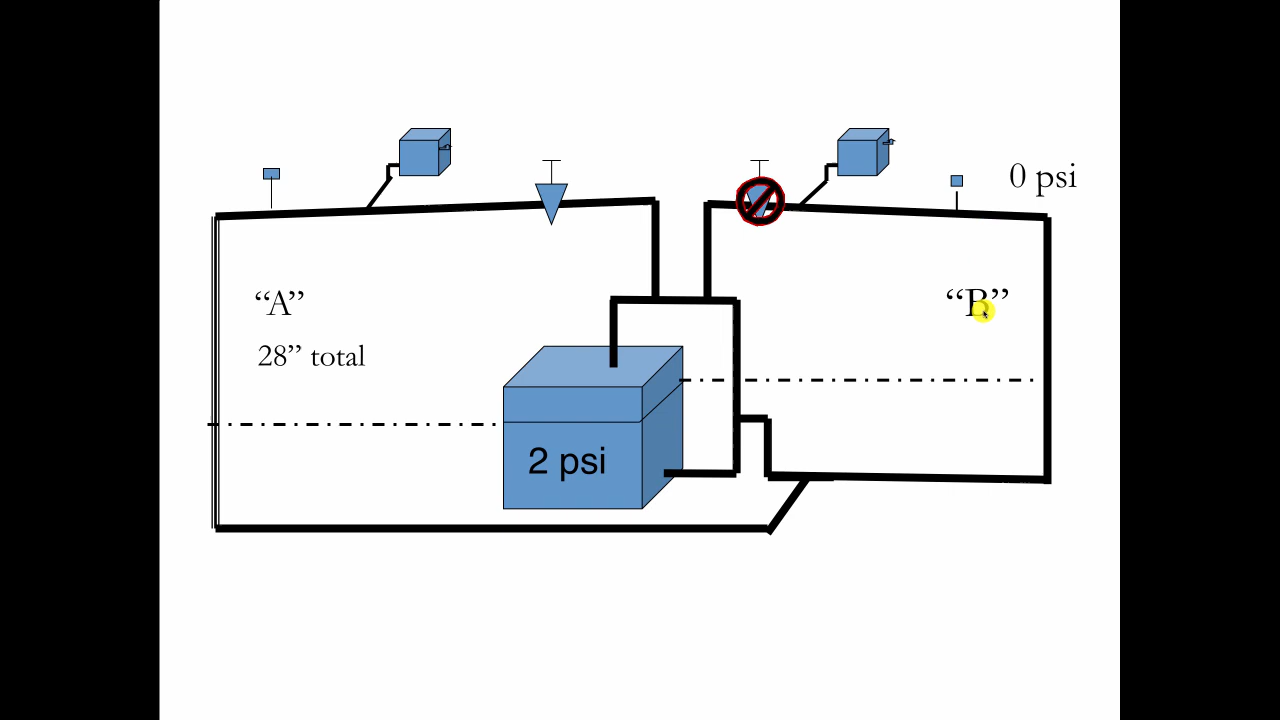 0 psi
“A”
“B”
28” total
2 psi